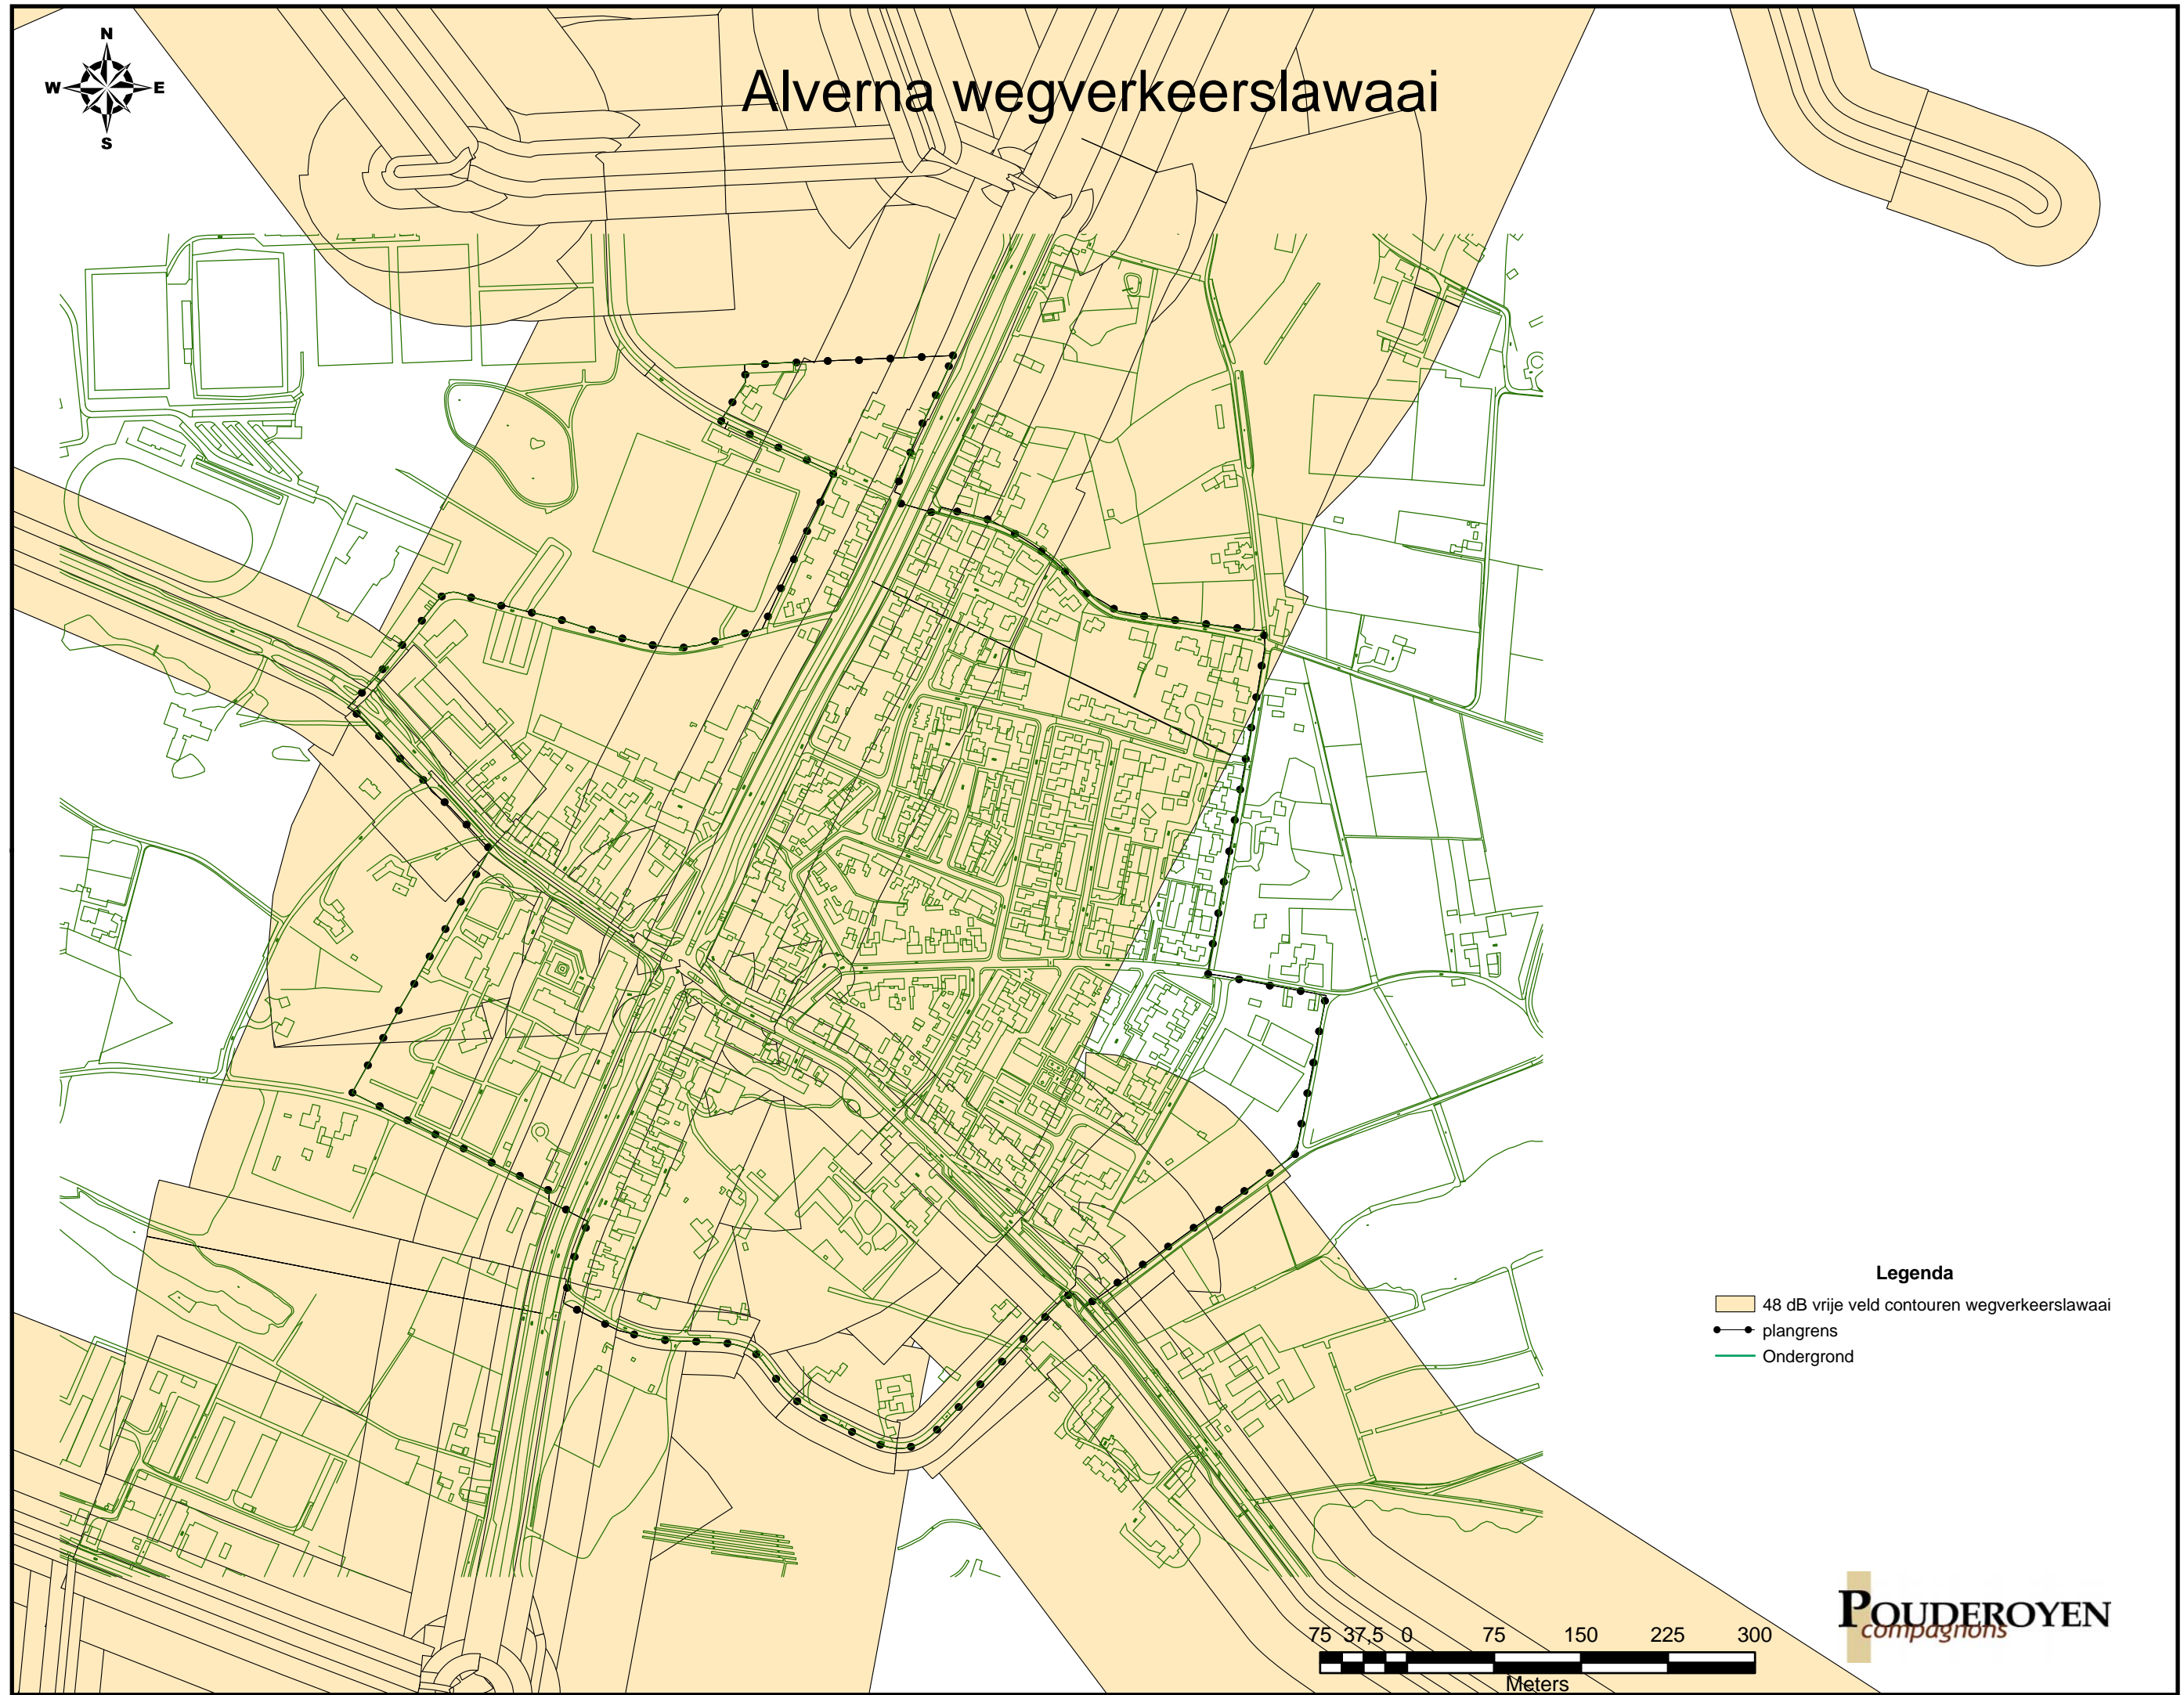 N
W E
S
Alverna wegverkeerslawaai
Legenda
48 dB vrije veld contouren wegverkeerslawaai
plangrens
Ondergrond
75 37,5 0 75 150 225 300
Meters
POUDEROYEN
compagnons